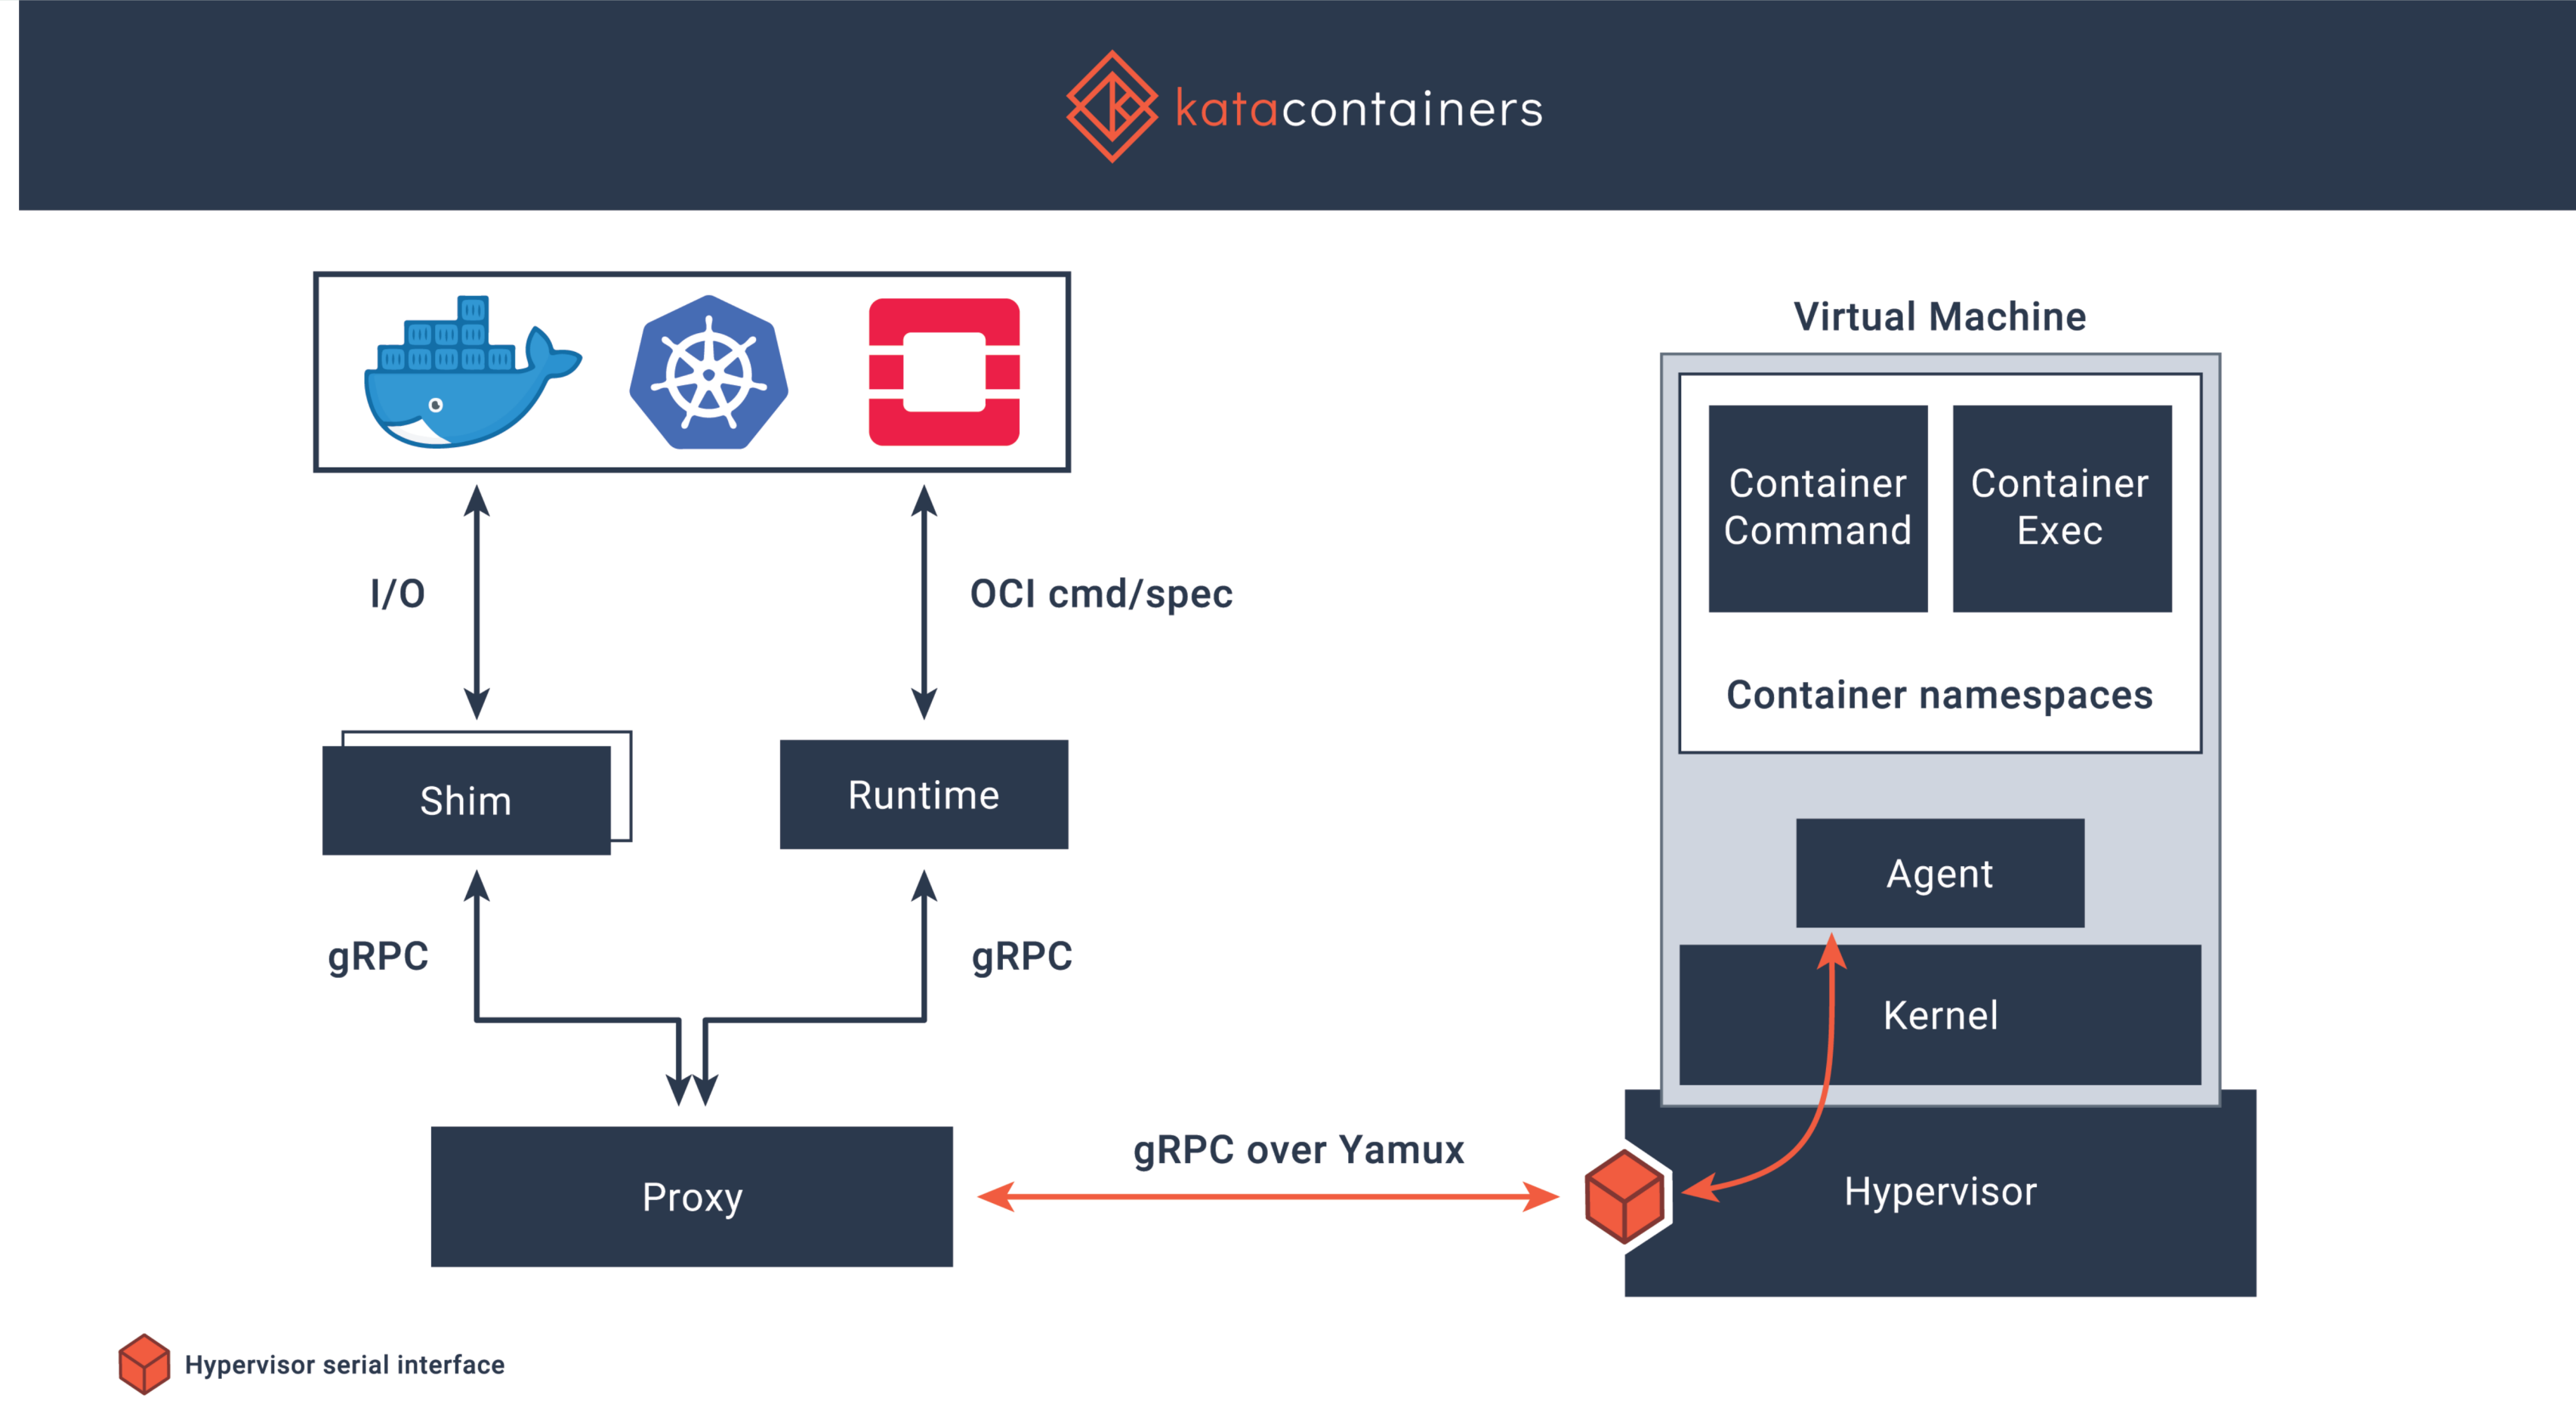 katacontainers
Virtual Machine
Container
Command
Container
Exec
Container namespaces
I/O
OCI cmd/spec
Shim
Runtime
Agent
gRPC
gRPC
Kernel
gRPC over Yamux
Proxy
Hypervisor
Hypervisor serial interface